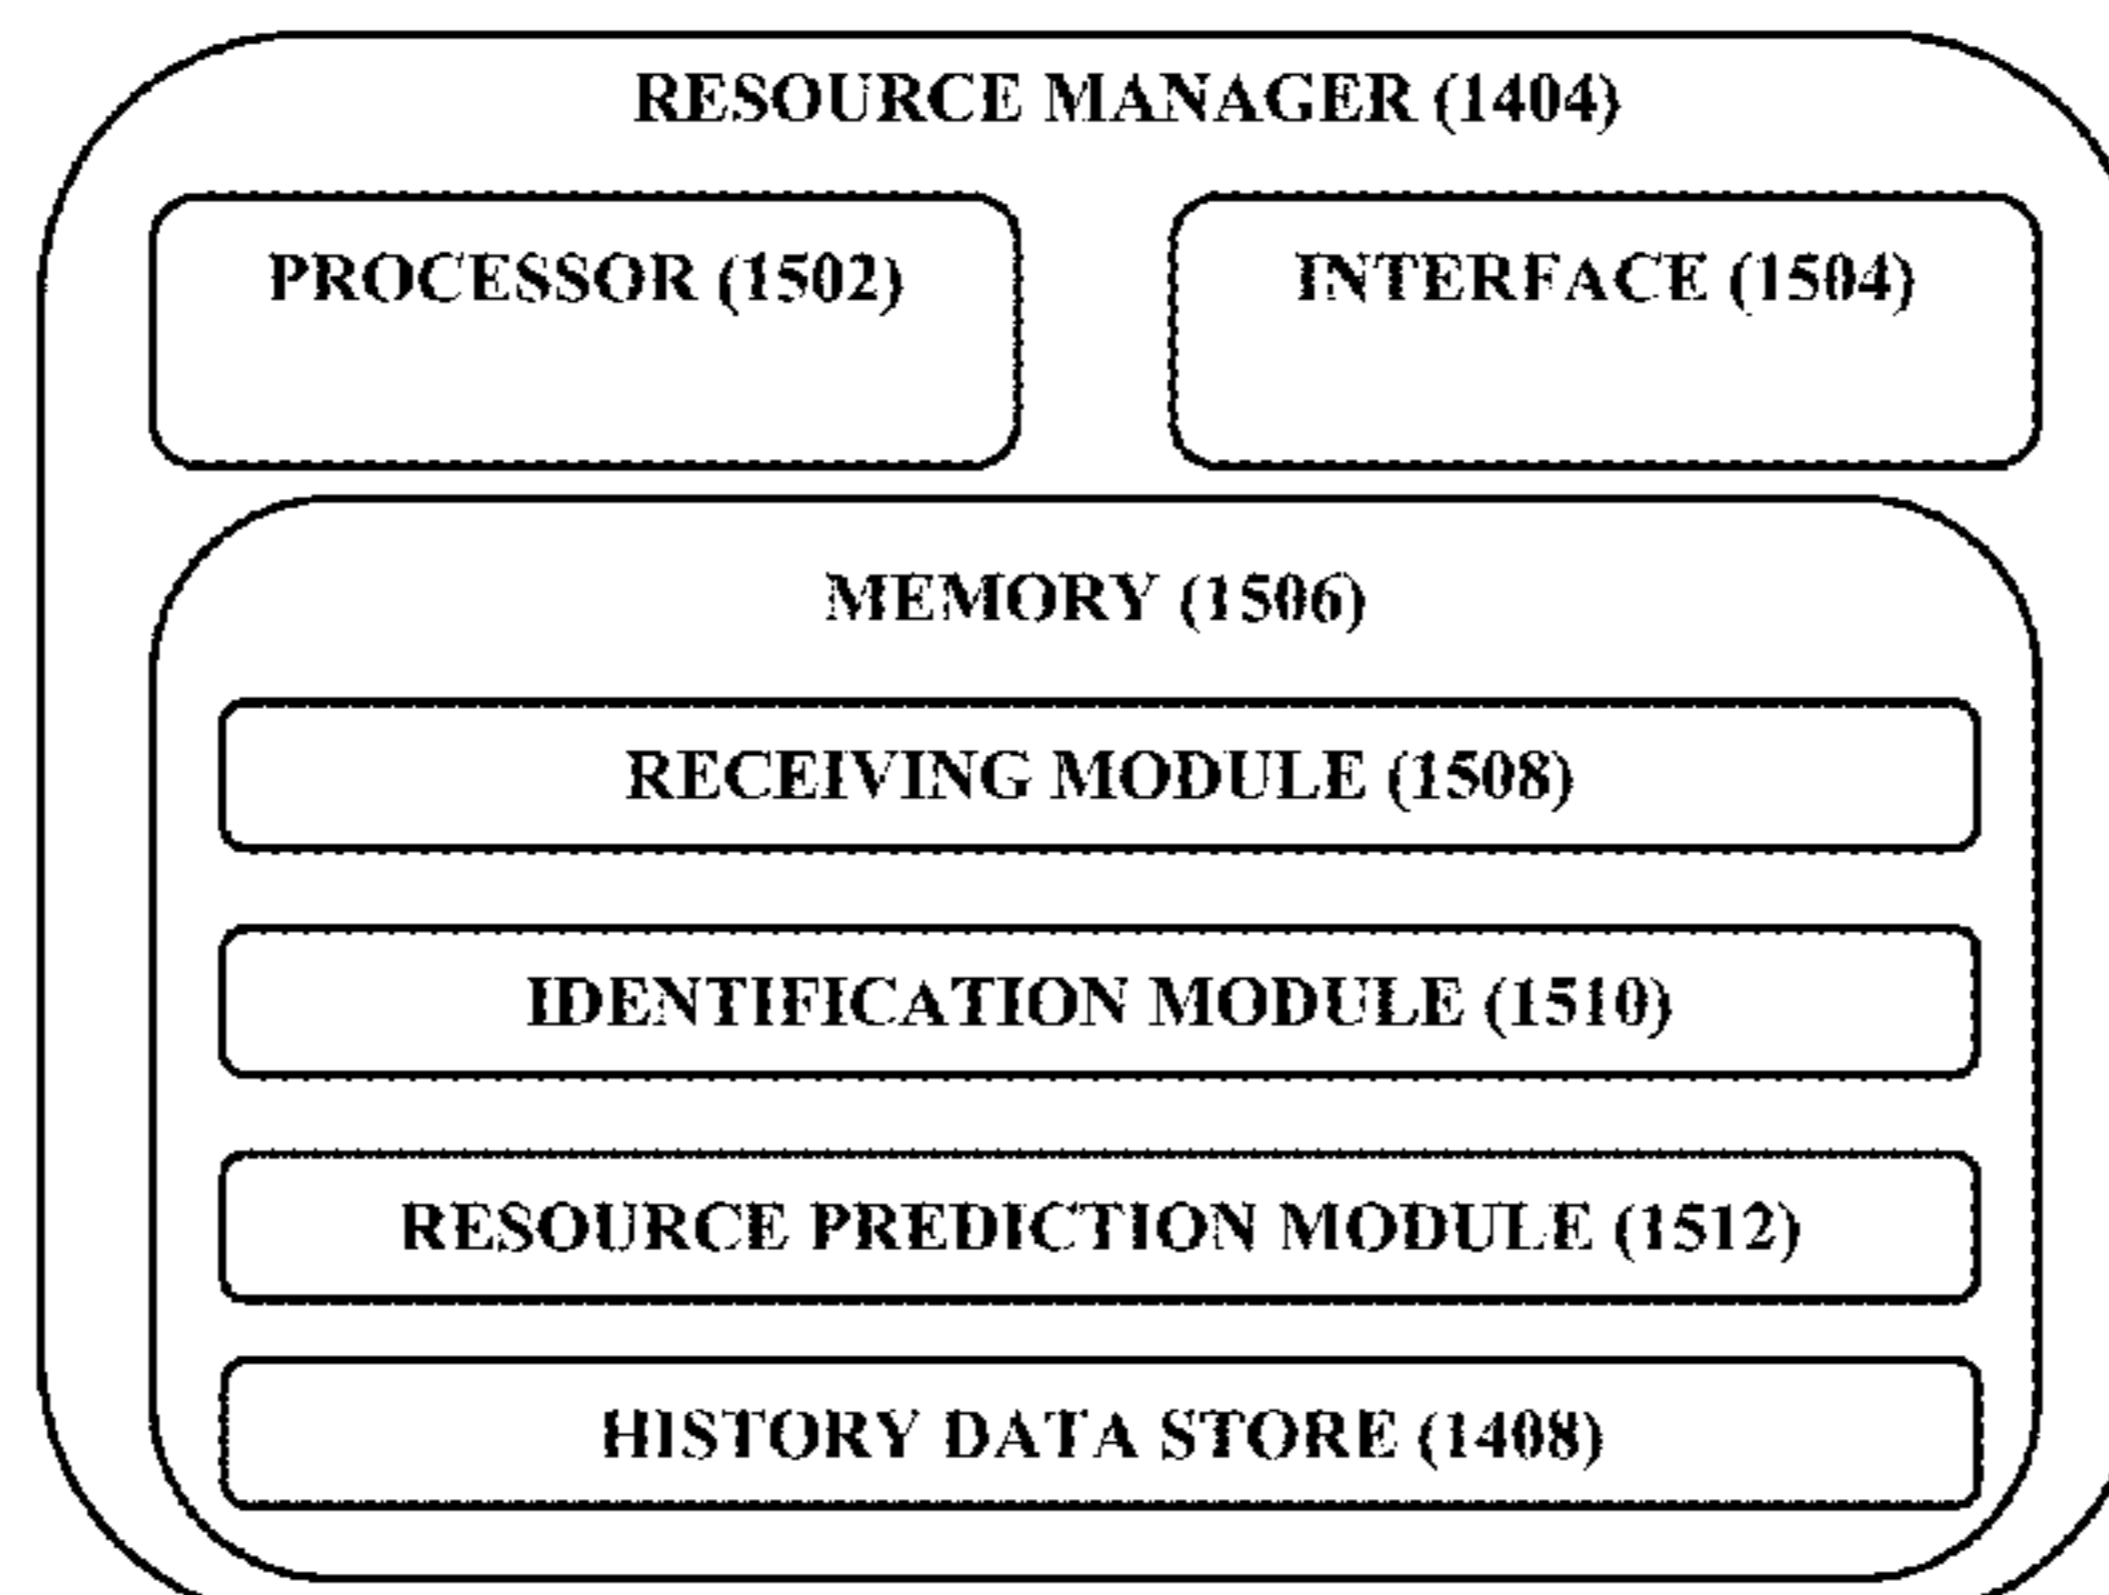 RESOURCE MANAGER (1404)
PROCESSOR (1502)
INTERFACE (1504)
MEMORY (1506)
RECEIVING MODULE (1508)
IDENTIFICATION MODULE (1510)
RESOURCE PREDICTION MODULE (1512)
HISTORY DATA STORE (1408)